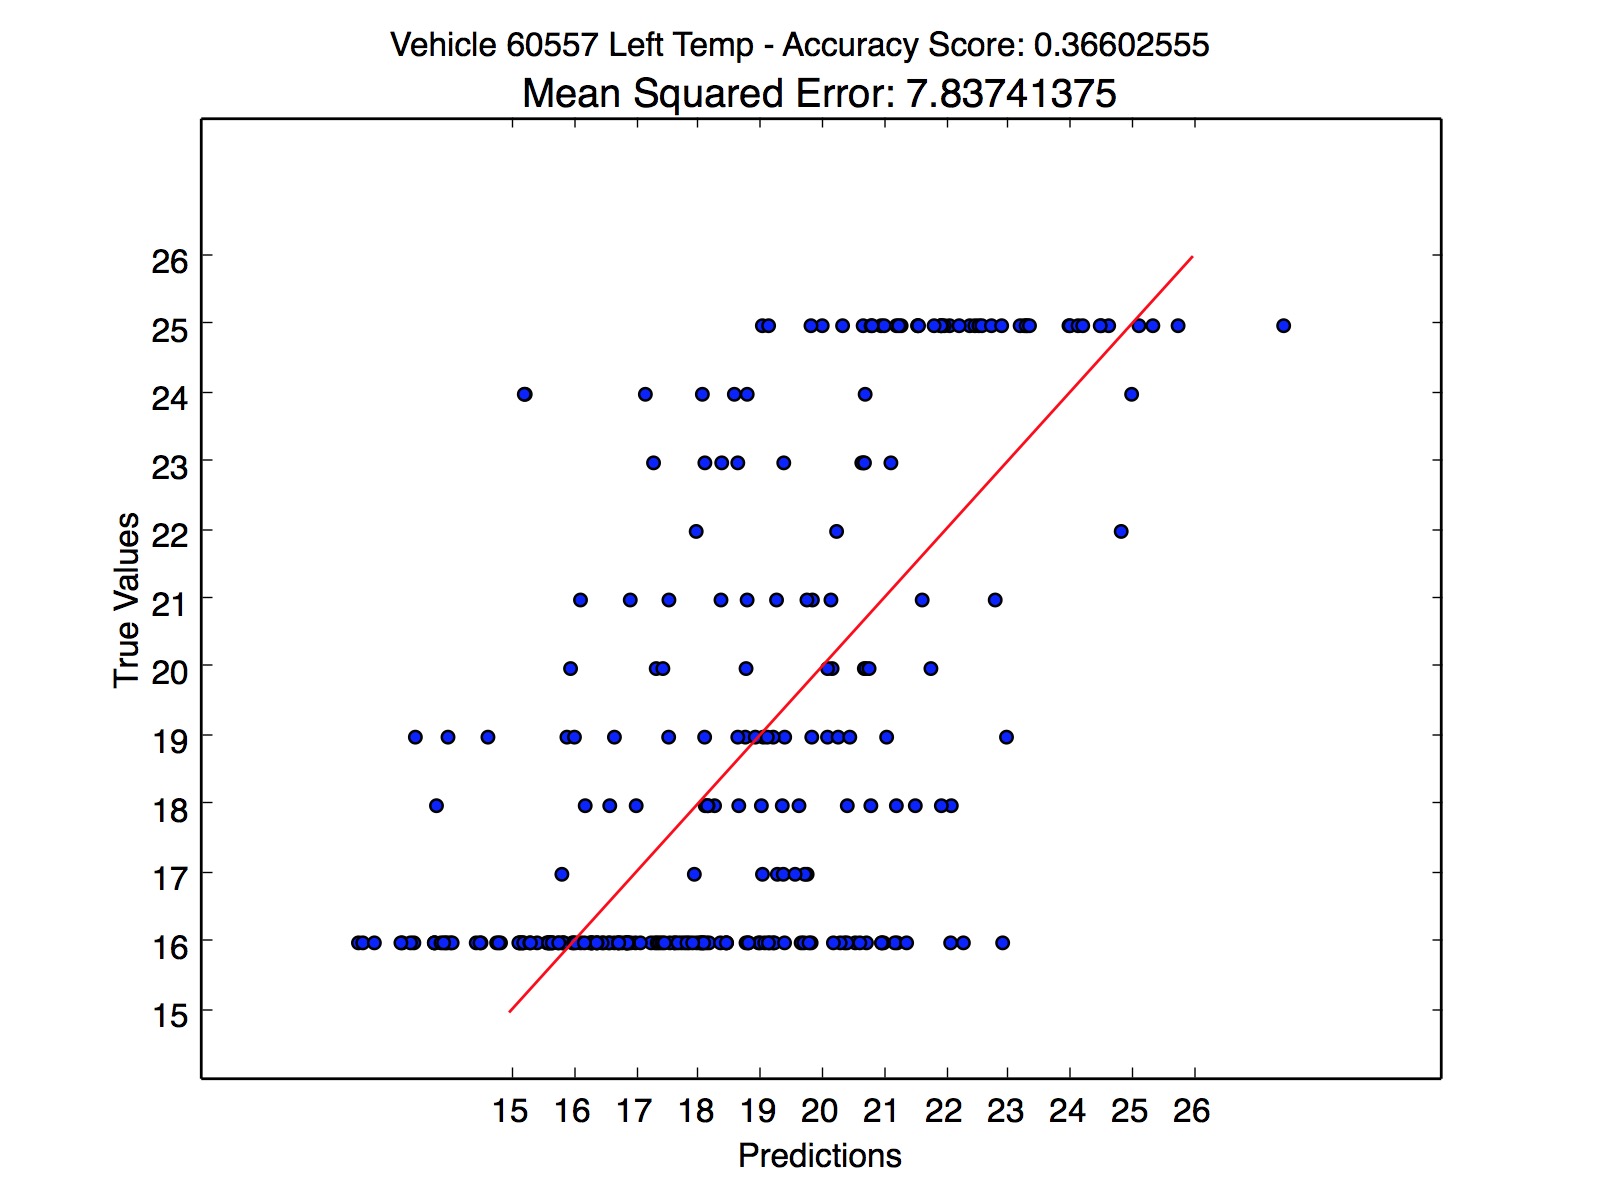 Vehicle 60557 Left Temp - Accuracy Score: 0.36602555
Mean Squared Error: 7.83741375
26
25
24
23
22
21
20
19
18
17
16
15
True Values
15 16 17 18 19 20 21 22 23 24 25 26
Predictions